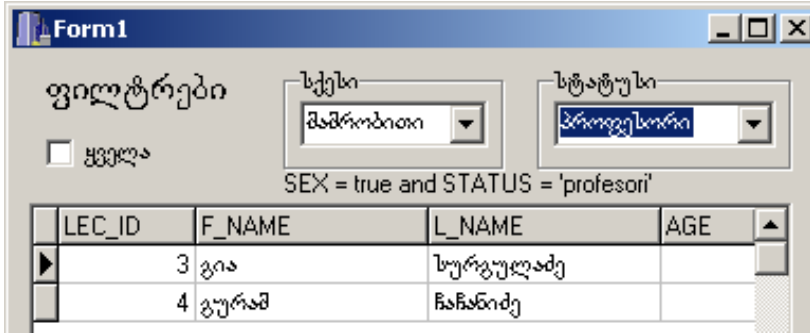 Form1
ფილტრები
სქესი
მამრობითი
სტატუსი
პროფესორი
ყველა
SEX = true and STATUS = 'profesori'
LEC_ID F_NAME L_NAME AGE
3 გია სურგულაძე
4 გურამ ჩაჩანიძე